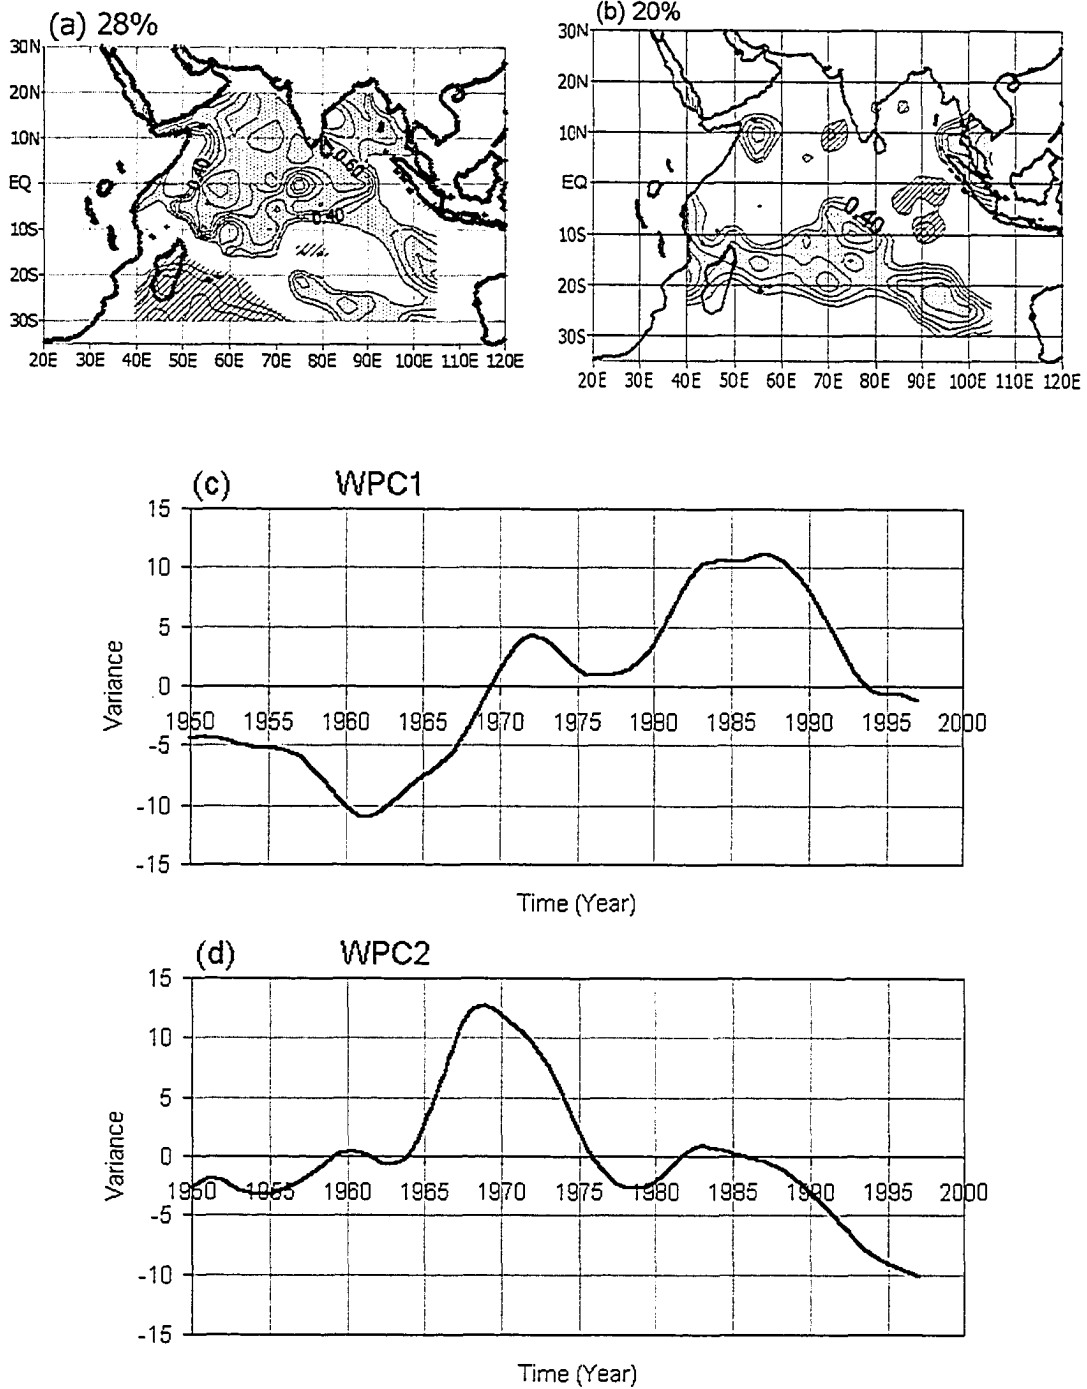 (a) 28%
30N
20N
10N
EQ
10S
20S
30S
0.40
0.60
0.40
20E 30E 40E 50E 60E 70E 80E 90E 100E 110E 120E
(b) 20%
30N
20N
10N
EQ
10S
20S
30S
0.40
20E 30E 40E 50E 60E 70E 80E 90E 100E 110E 120E
(c) WPC1
15
10
5
0
-5
-10
-15
Variance
1950 1955 1960 1965 1970 1975 1980 1985 1990 1995 2000
Time (Year)
(d) WPC2
15
10
5
0
-5
-10
-15
Variance
1950 1955 1960 1965 1970 1975 1980 1985 1990 1995 2000
Time (Year)